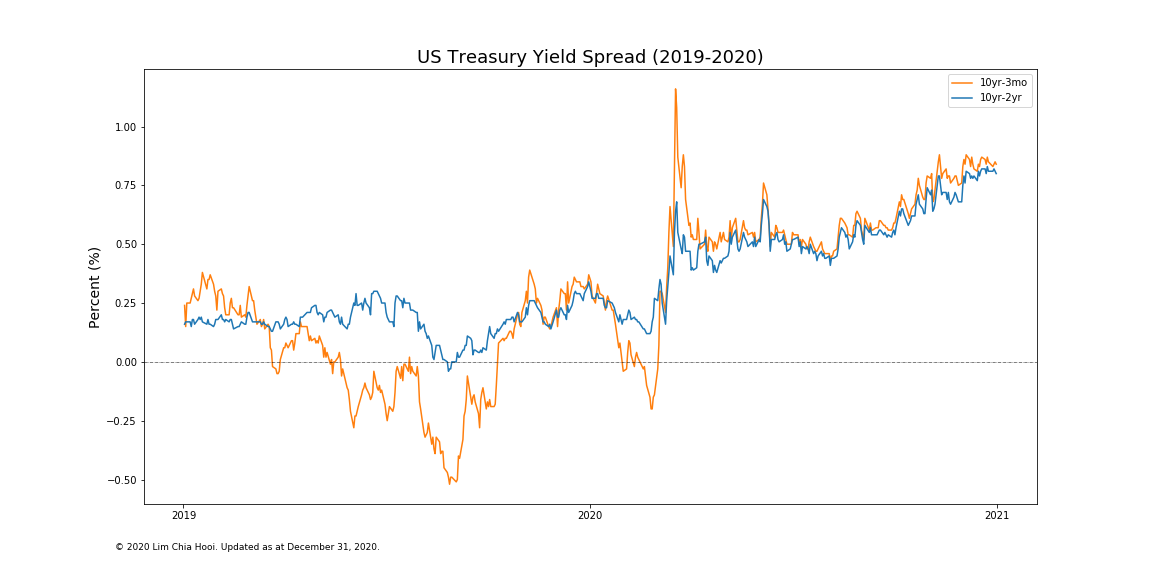 US Treasury Yield Spread (2019-2020)
10yr-3mo
10yr-2yr
Percent (%)
1.00
0.75
0.50
0.25
0.00
−0.25
−0.50
2019
2020
2021
© 2020 Lim Chia Hooi. Updated as at December 31, 2020.